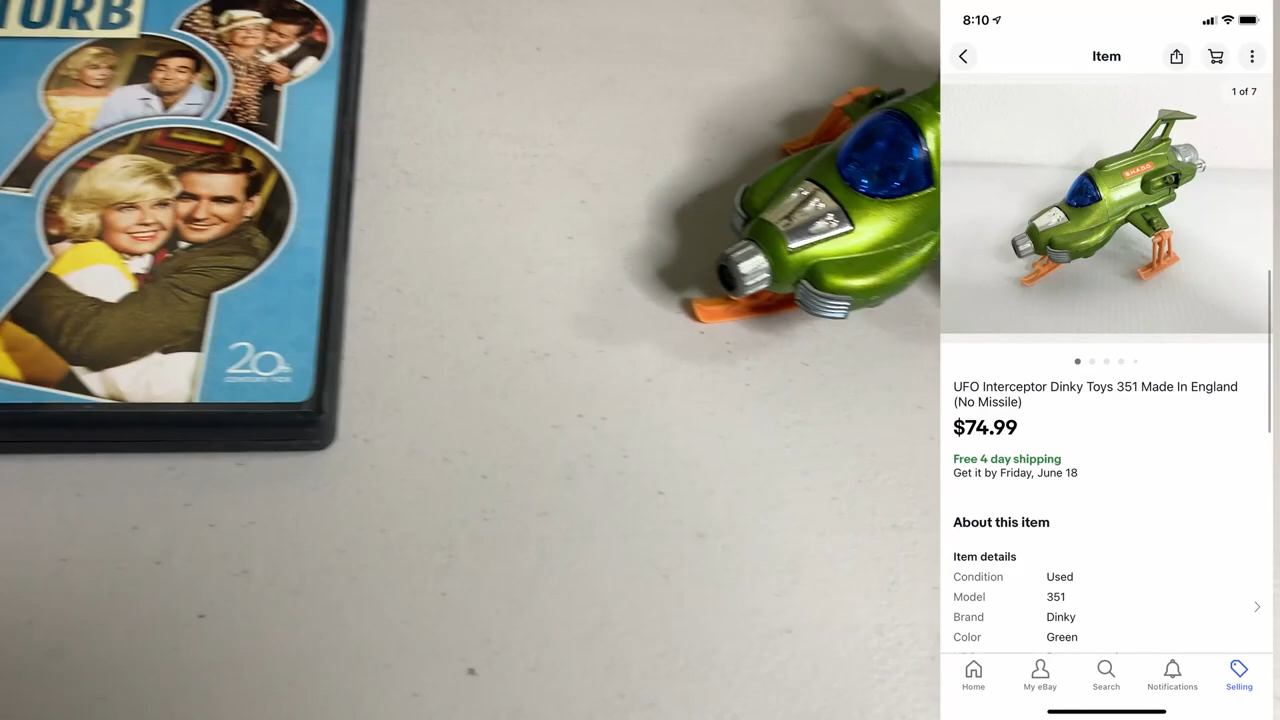 TURB
20th
CENTURY FOX
8:10
Item
1 of 7
S.H.A.D.O.
UFO Interceptor Dinky Toys 351 Made In England
(No Missile)
$74.99
Free 4 day shipping
Get it by Friday, June 18
About this item
Item details
Condition Used
Model 351
Brand Dinky
Color Green
Home My eBay Search Notifications Selling